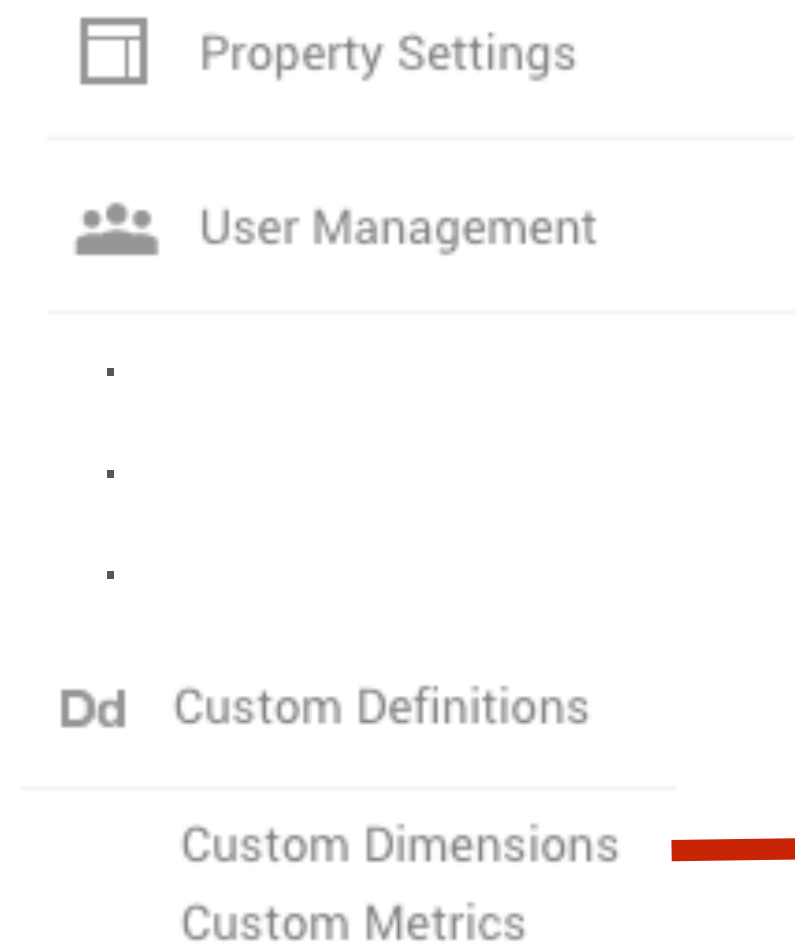 Property Settings
User Management
.
.
.
Dd Custom Definitions
Custom Dimensions
Custom Metrics